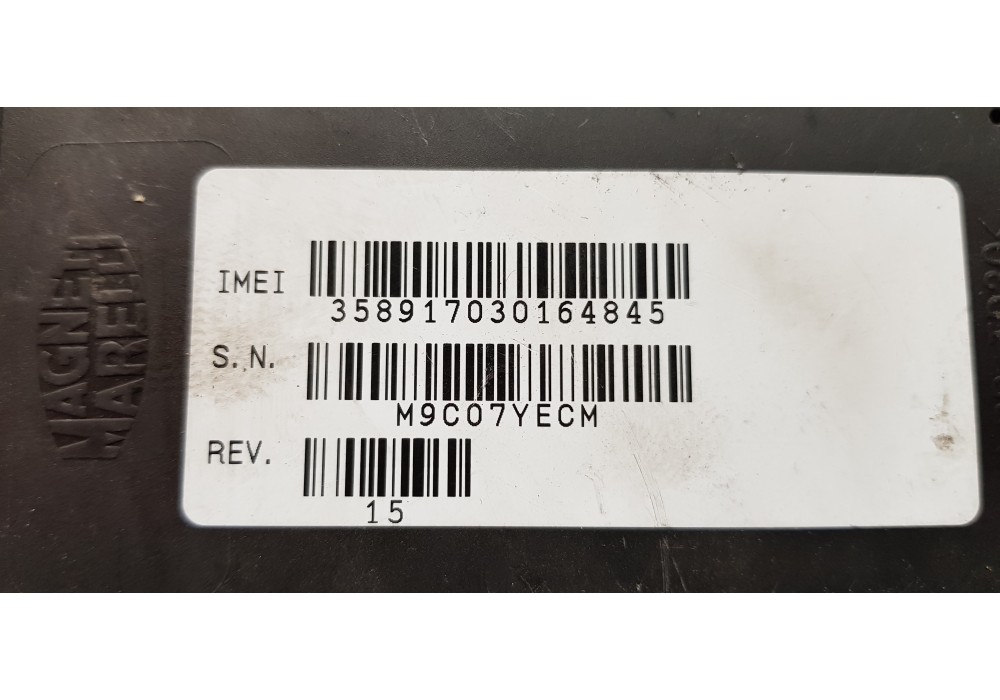 MAGNETI
MARELLI
IMEI
358917030164845
S.N.
M9C07YECM
REV.
15